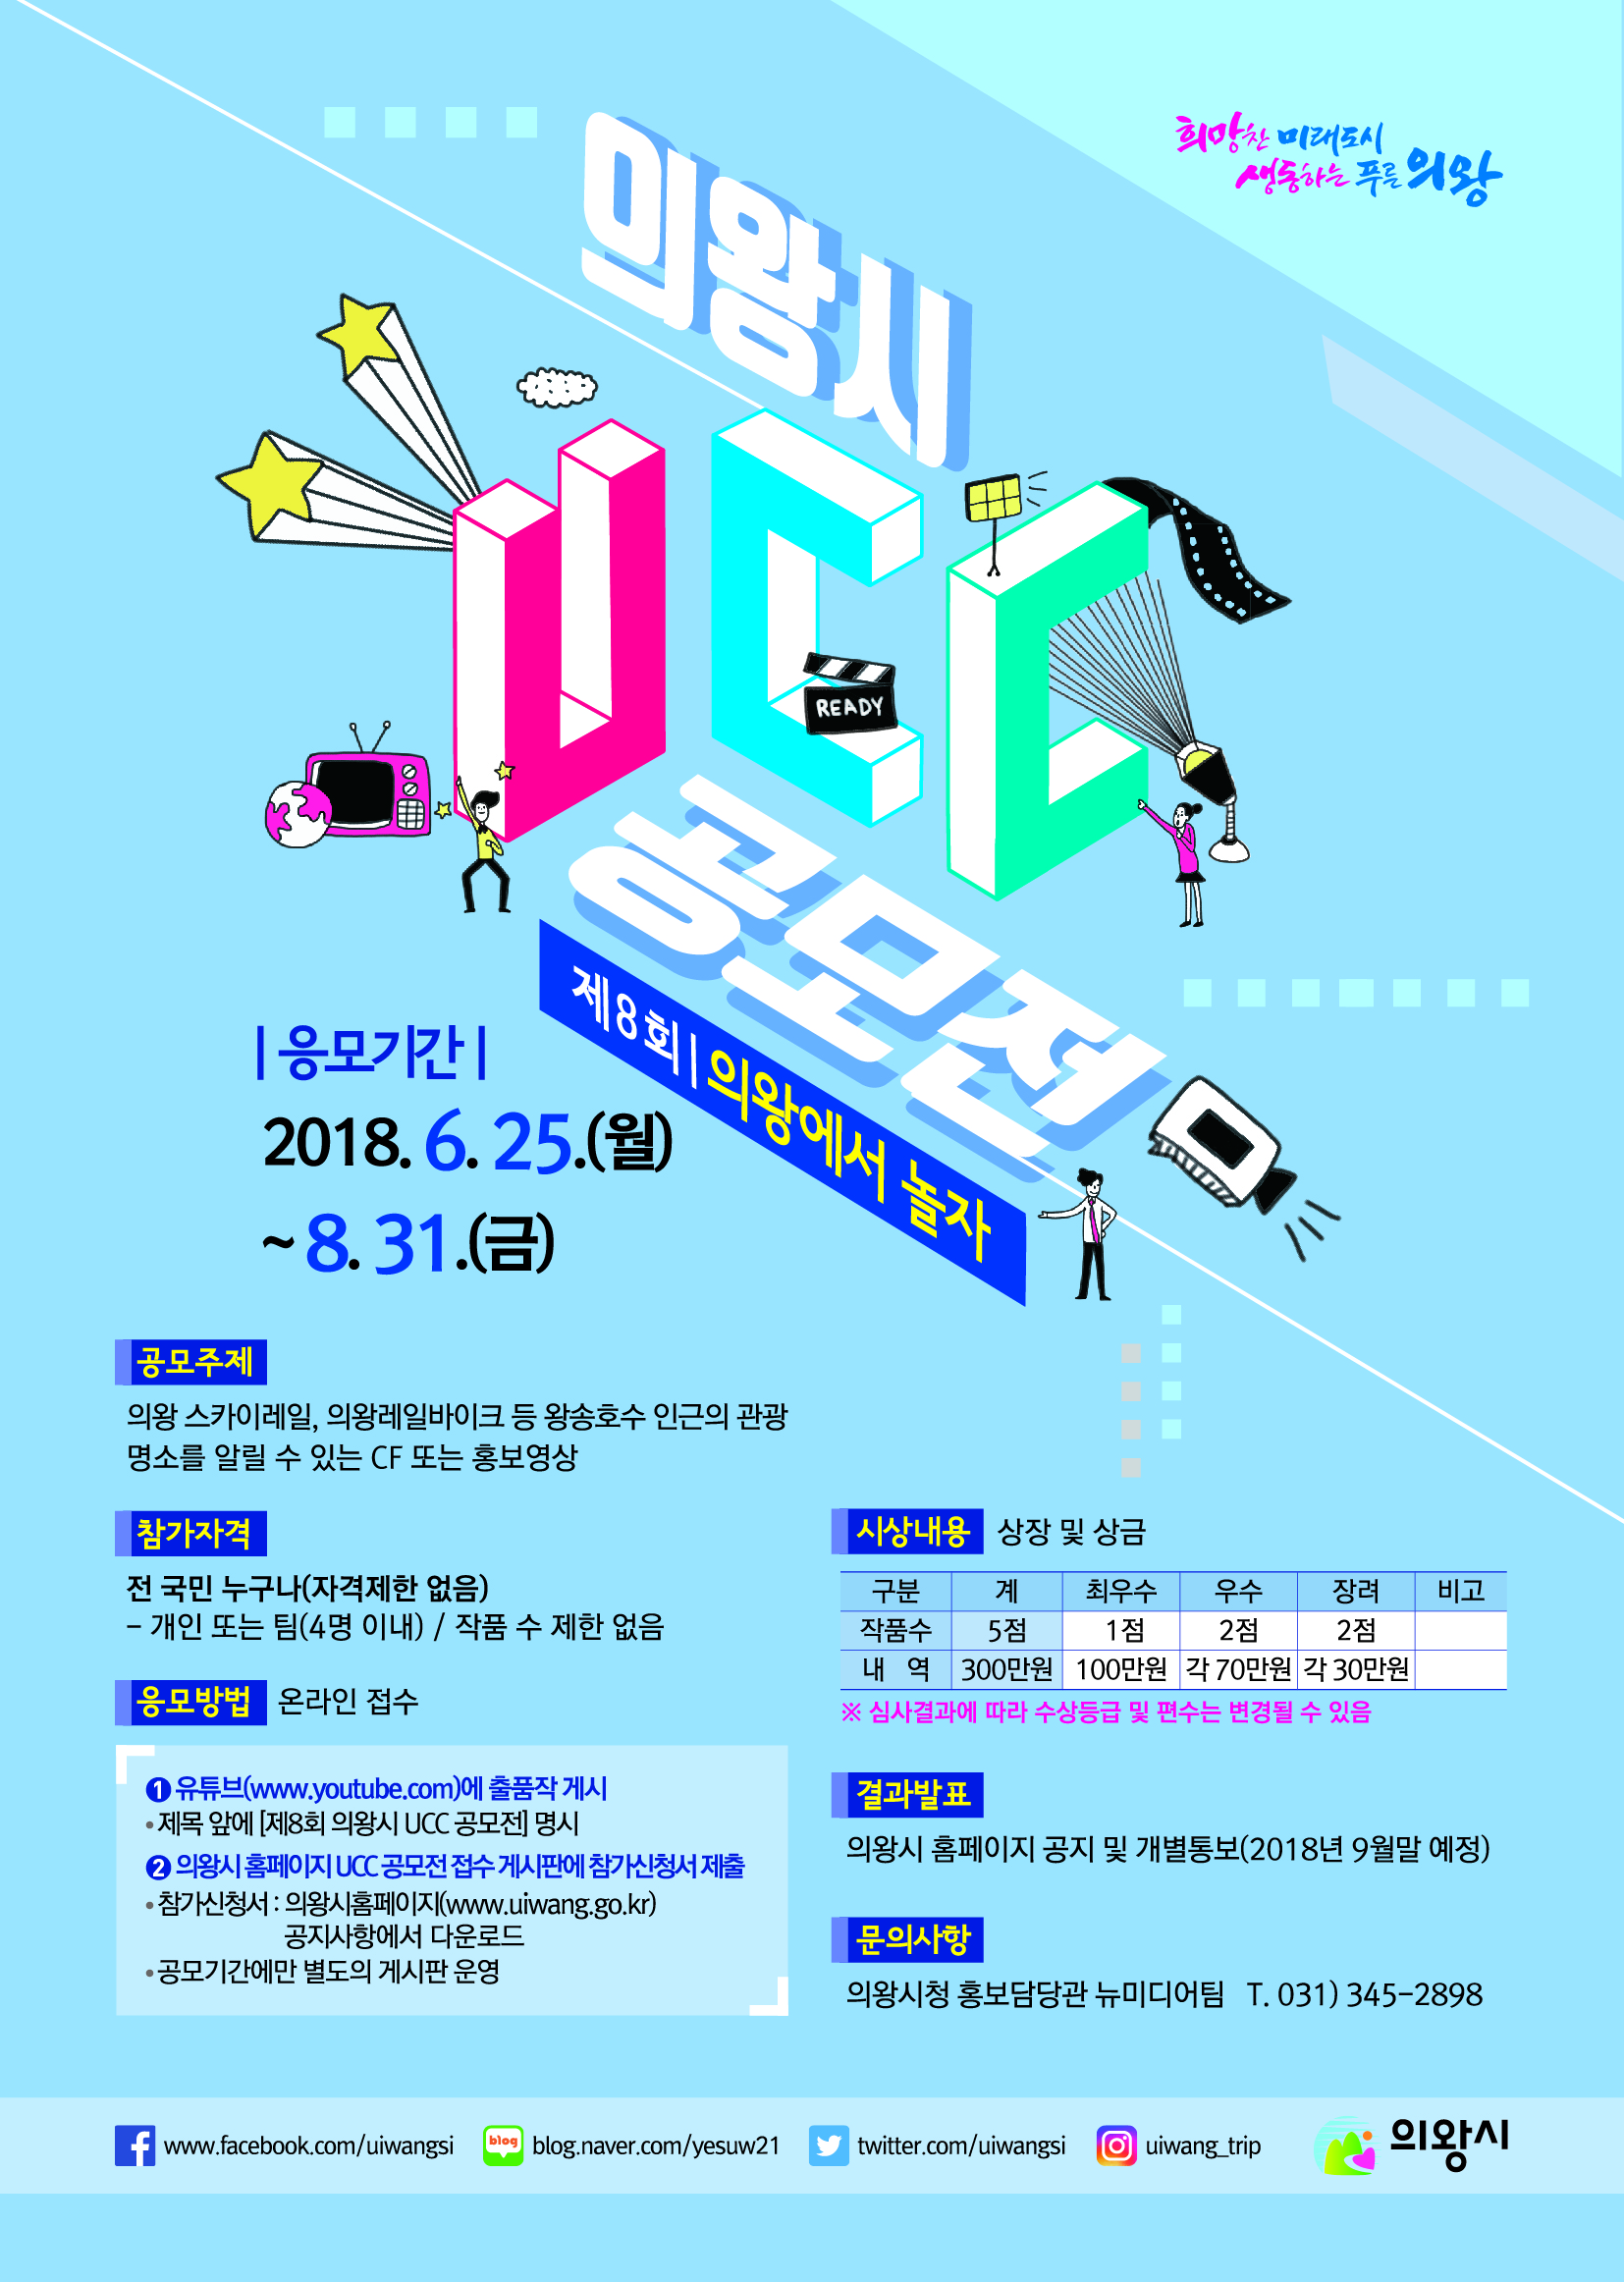 희망찬 미래도시
생동하는 푸른 의왕
의왕시
UCC
READY
공모전
제8회 | 의왕에서 놀자
| 응모기간 |
2018. 6. 25.(월)
~ 8. 31.(금)
공모주제
의왕 스카이레일, 의왕레일바이크 등 왕송호수 인근의 관광
명소를 알릴 수 있는 CF 또는 홍보영상
참가자격
전 국민 누구나(자격제한 없음)
- 개인 또는 팀(4명 이내) / 작품 수 제한 없음
응모방법 온라인 접수
❶ 유튜브(www.youtube.com)에 출품작 게시
• 제목 앞에 [제8회 의왕시 UCC 공모전] 명시
❷ 의왕시 홈페이지 UCC 공모전 접수 게시판에 참가신청서 제출
• 참가신청서 : 의왕시홈페이지(www.uiwang.go.kr)
공지사항에서 다운로드
• 공모기간에만 별도의 게시판 운영
시상내용 상장 및 상금
구분 계 최우수 우수 장려 비고
작품수 5점 1점 2점 2점
내 역 300만원 100만원 각 70만원 각 30만원
※ 심사결과에 따라 수상등급 및 편수는 변경될 수 있음
결과발표
의왕시 홈페이지 공지 및 개별통보(2018년 9월말 예정)
문의사항
의왕시청 홍보담당관 뉴미디어팀 T. 031) 345-2898
www.facebook.com/uiwangsi blog blog.naver.com/yesuw21 twitter.com/uiwangsi uiwang_trip 의왕시